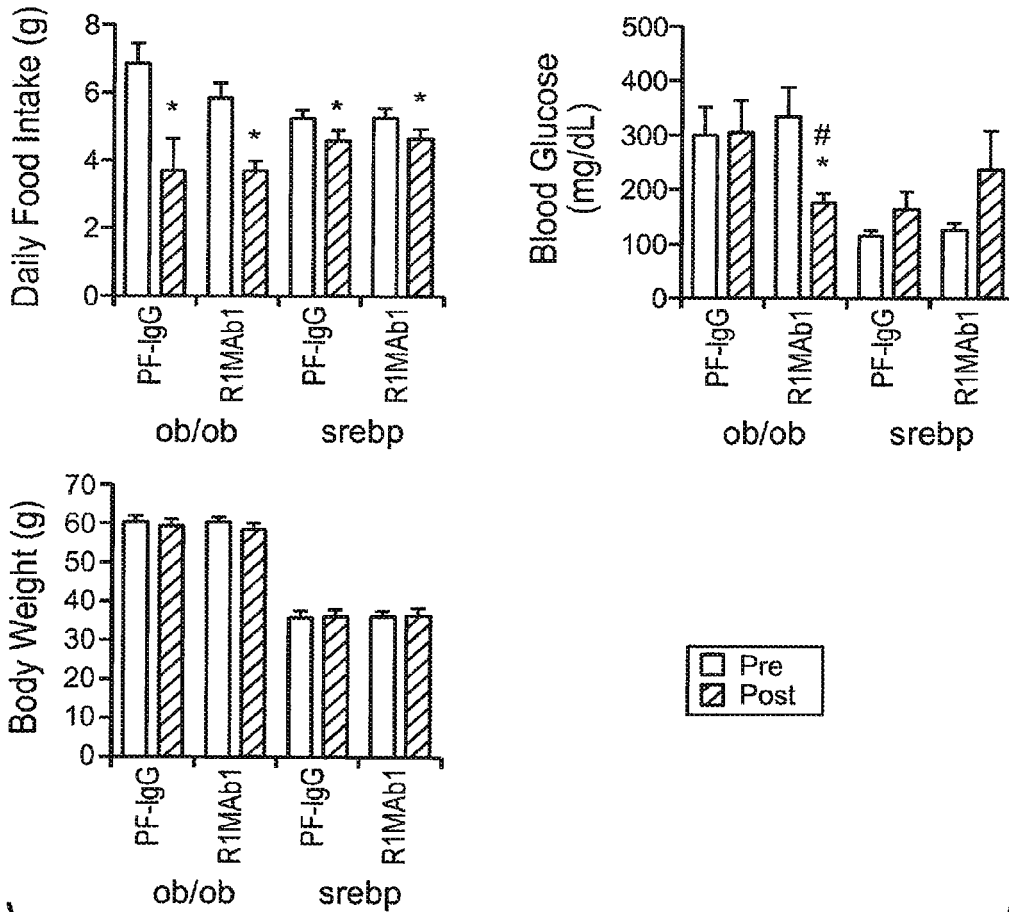 Daily Food Intake (g)
8
6
4
2
0
*
*
*
*
PF-IgG
R1MAb1
PF-IgG
R1MAb1
ob/ob
srebp
Blood Glucose
(mg/dL)
500
400
300
200
100
0
#
*
PF-IgG
R1MAb1
PF-IgG
R1MAb1
ob/ob
srebp
Body Weight (g)
70
60
50
40
30
20
10
0
PF-IgG
R1MAb1
PF-IgG
R1MAb1
ob/ob
srebp
Pre
Post